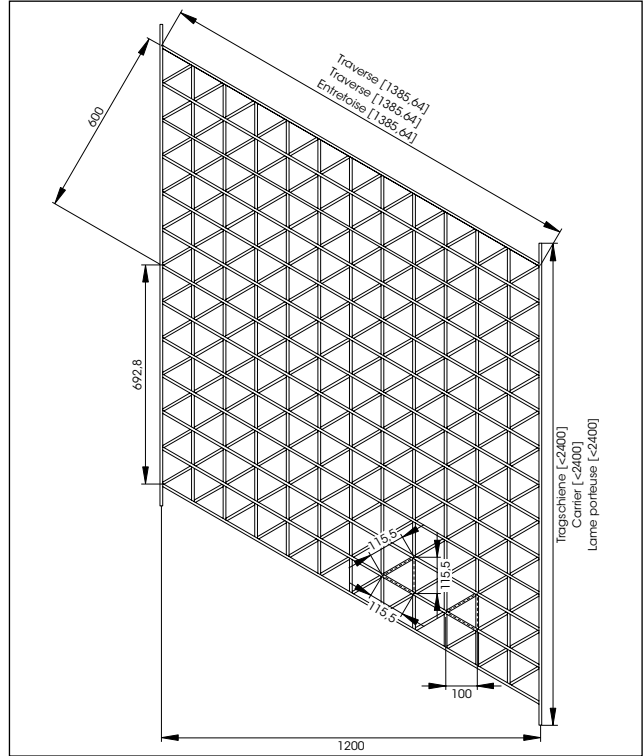 Traverse [1385,64]
Traverse [1385,64]
Entretoise [1385,64]
600
692.8
Tragschiene [<2400]
Carrier [<2400]
Lame porteuse [<2400]
115,5
115,5
115,5
100
1200